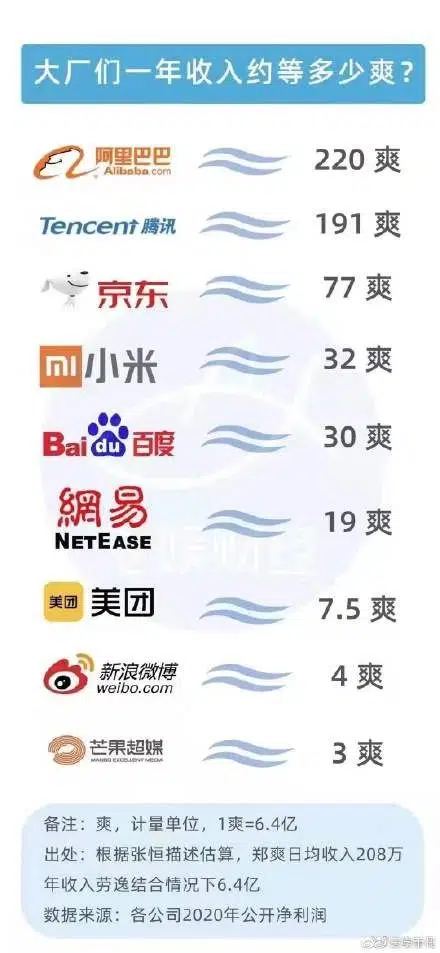 大厂们一年收入约等多少爽？
阿里巴巴
Alibaba.com
220 爽
Tencent 腾讯
191 爽
京东
77 爽
mi 小米
32 爽
Baidu 百度
30 爽
網易
NETEASE
19 爽
美团 美团
7.5 爽
新浪微博
weibo.com
4 爽
芒果超媒
MANGO EXCELLENT MEDIA
3 爽
备注：爽，计量单位，1爽=6.4亿
出处：根据张恒描述估算，郑爽日均收入208万
年收入劳逸结合情况下6.4亿
数据来源：各公司2020年公开净利润